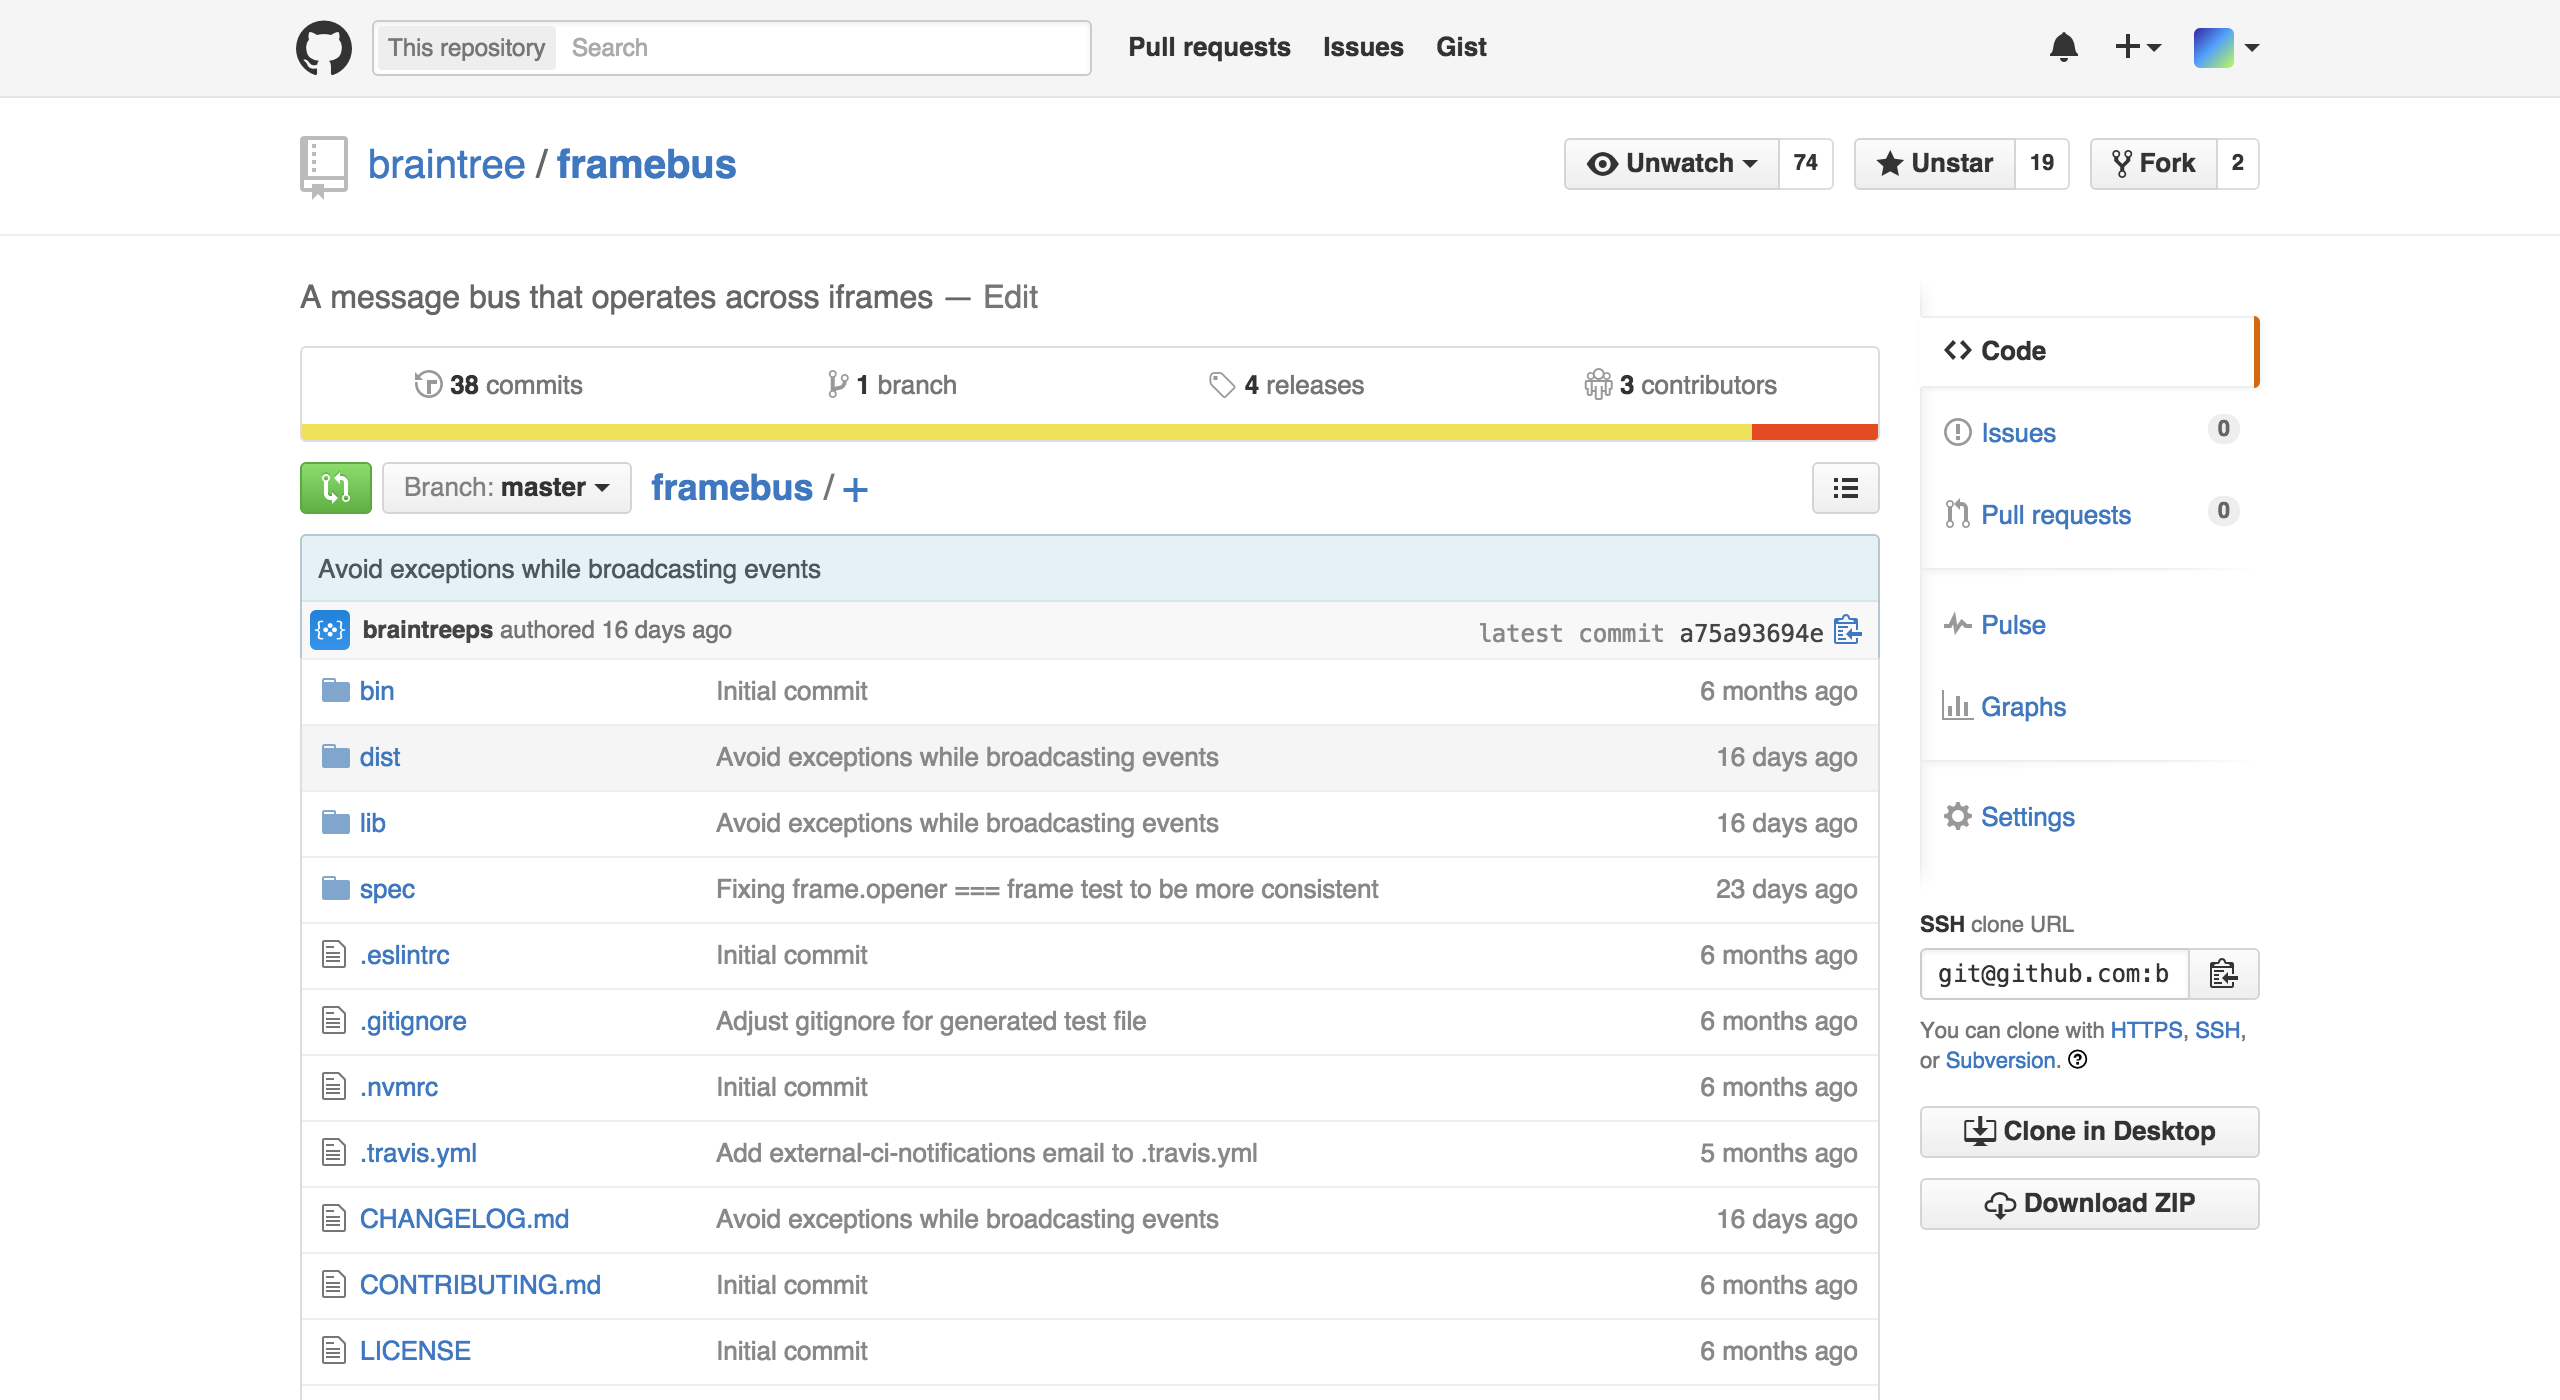 This repository Search Pull requests Issues Gist
braintree / framebus Unwatch 74 Unstar 19 Fork 2
A message bus that operates across iframes — Edit
38 commits 1 branch 4 releases 3 contributors
Branch: master framebus / +
Avoid exceptions while broadcasting events
braintreeps authored 16 days ago latest commit a75a93694e
bin Initial commit 6 months ago
dist Avoid exceptions while broadcasting events 16 days ago
lib Avoid exceptions while broadcasting events 16 days ago
spec Fixing frame.opener === frame test to be more consistent 23 days ago
.eslintrc Initial commit 6 months ago
.gitignore Adjust gitignore for generated test file 6 months ago
.nvmrc Initial commit 6 months ago
.travis.yml Add external-ci-notifications email to .travis.yml 5 months ago
CHANGELOG.md Avoid exceptions while broadcasting events 16 days ago
CONTRIBUTING.md Initial commit 6 months ago
LICENSE Initial commit 6 months ago
Code
Issues 0
Pull requests 0
Pulse
Graphs
Settings
SSH clone URL
git@github.com:b
You can clone with HTTPS, SSH,
or Subversion.
Clone in Desktop
Download ZIP